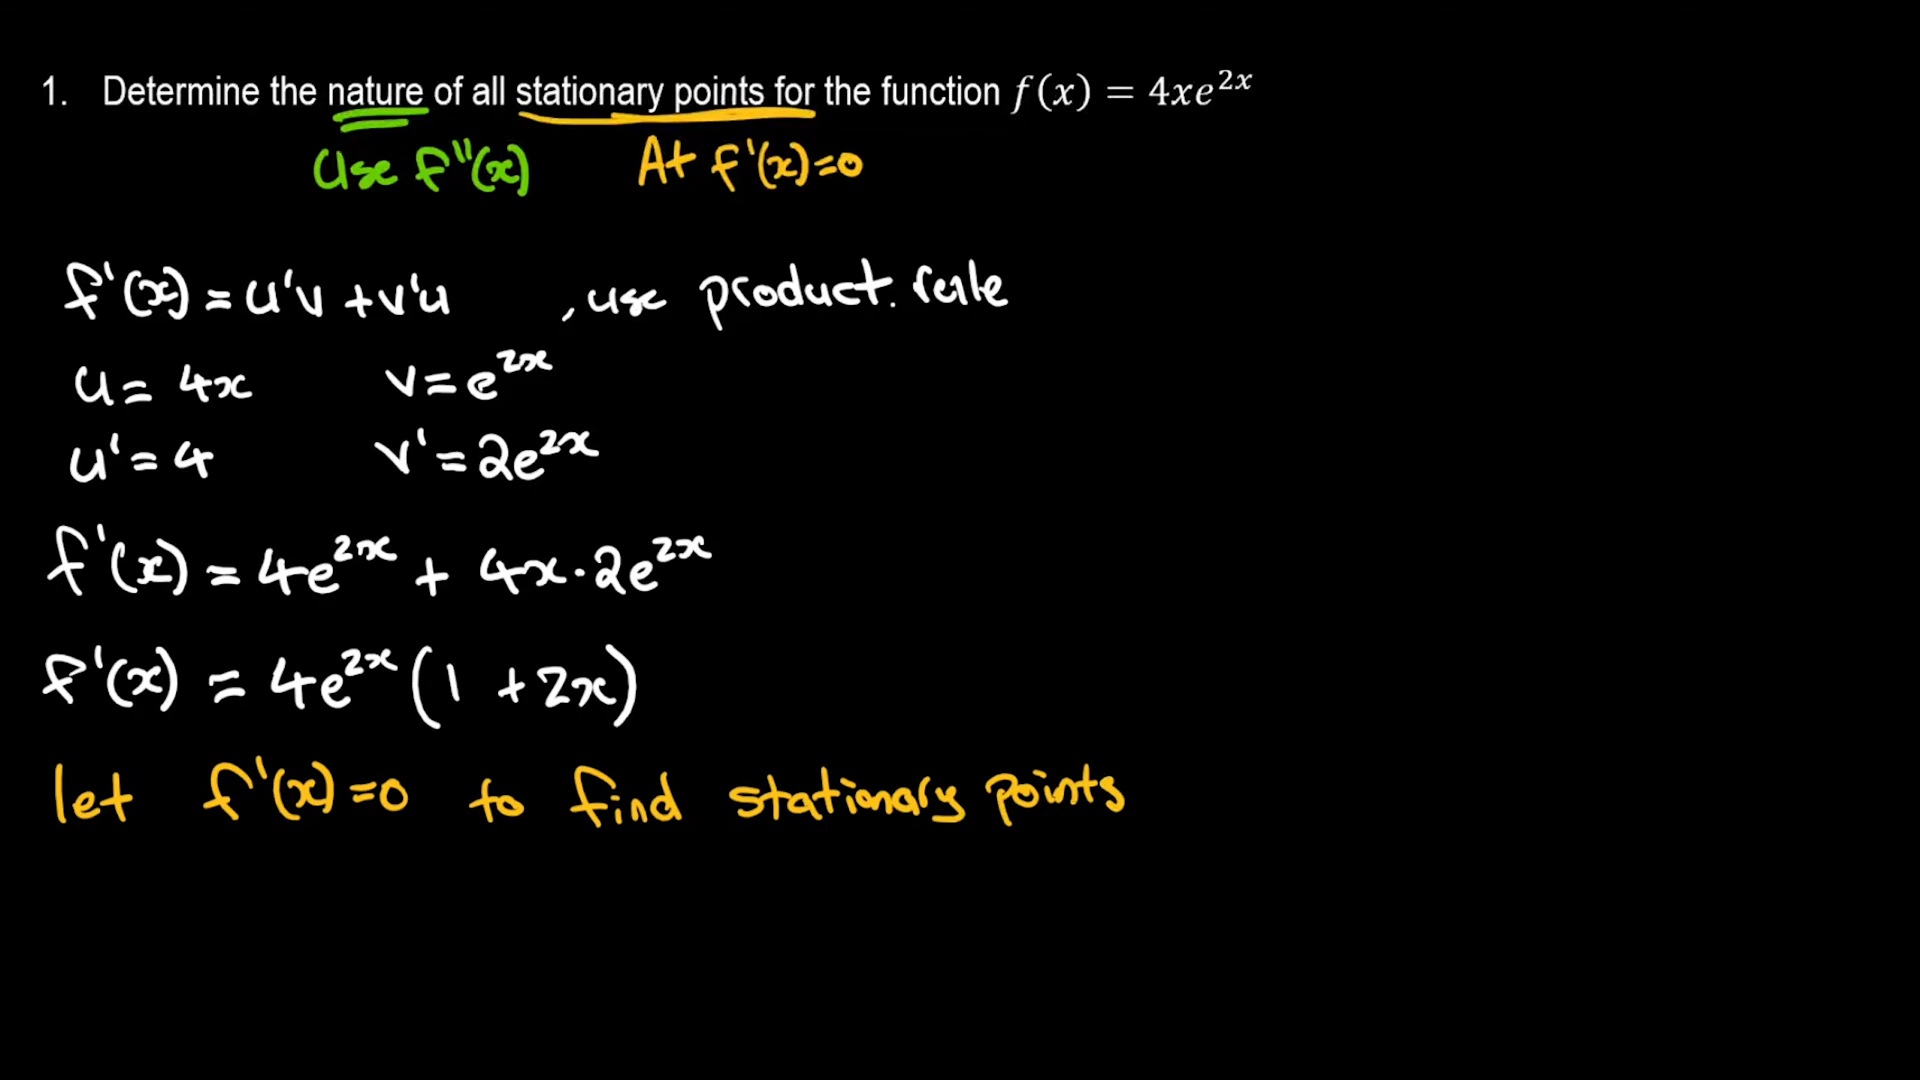 1. Determine the nature of all stationary points for the function f(x) = 4xe^{2x}
Use f''(x) At f'(x)=0
f'(x) = u'v + v'u , use product rule
u = 4x v = e^{2x}
u' = 4 v' = 2e^{2x}
f'(x) = 4e^{2x} + 4x · 2e^{2x}
f'(x) = 4e^{2x} (1 + 2x)
let f'(x)=0 to find stationary points